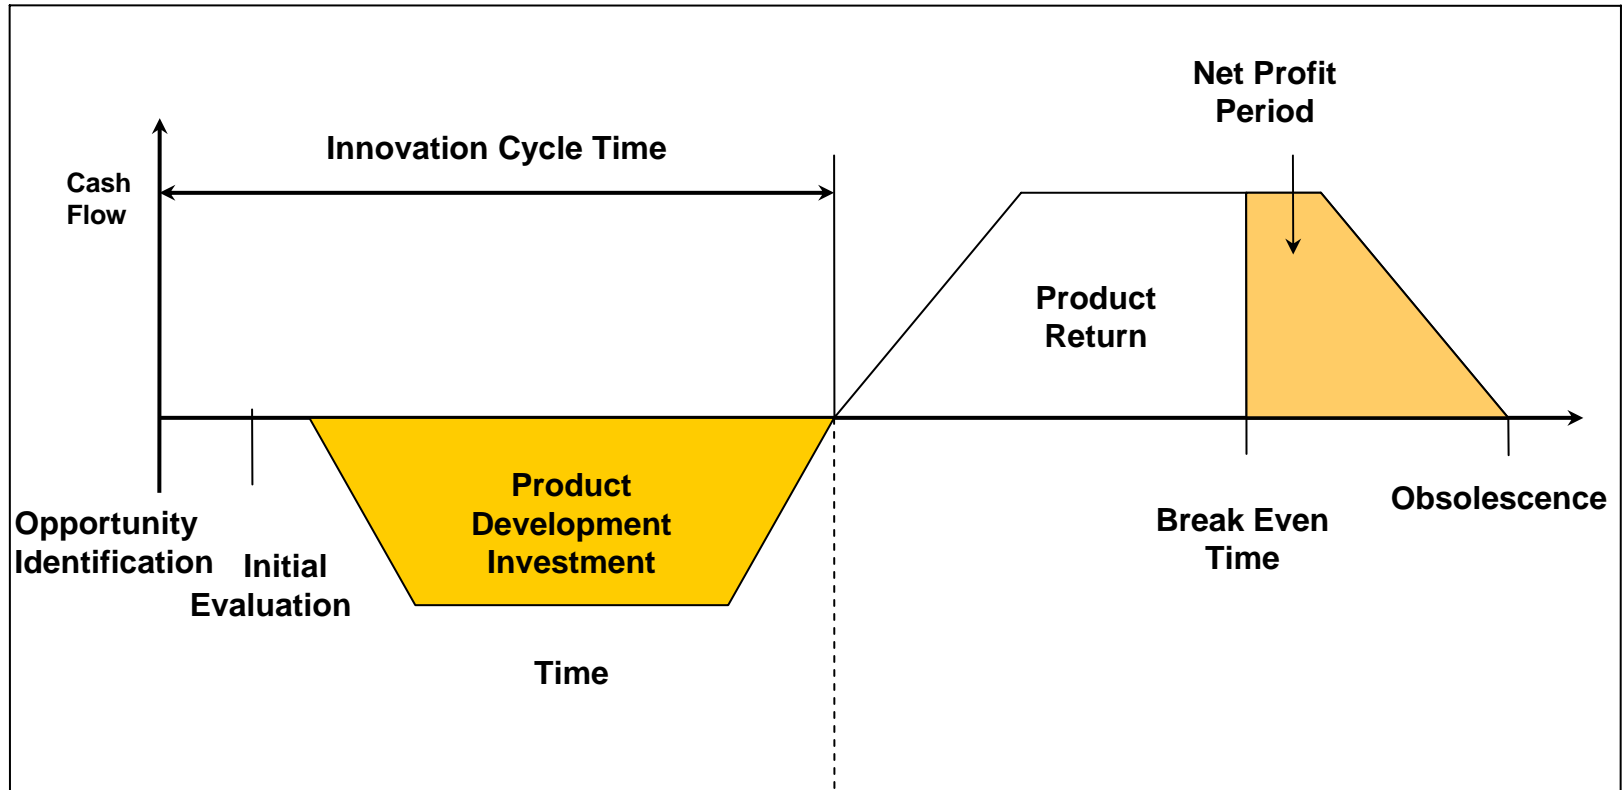 Net Profit
Period
Innovation Cycle Time
Cash
Flow
Product
Return
Product
Development
Investment
Opportunity
Identification
Initial
Evaluation
Break Even
Time
Obsolescence
Time